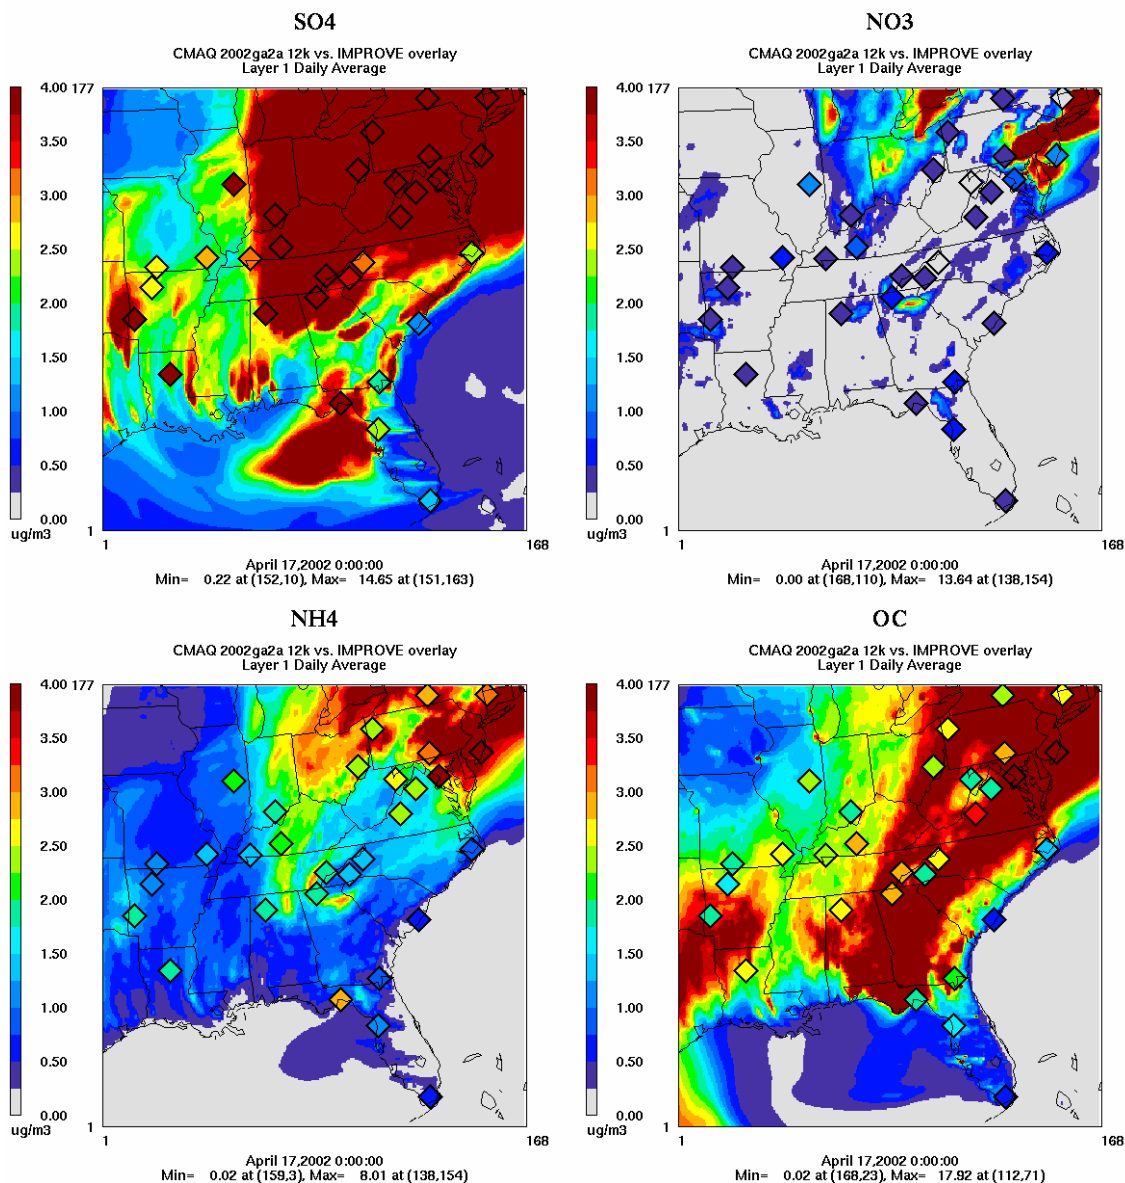 SO4
CMAQ 2002ga2a 12k vs. IMPROVE overlay
Layer 1 Daily Average
4.00 177
3.50
3.00
2.50
2.00
1.50
1.00
0.50
0.00
ug/m3
1
1 168
April 17,2002 0:00:00
Min= 0.22 at (152,10), Max= 14.65 at (151,163)
NO3
CMAQ 2002ga2a 12k vs. IMPROVE overlay
Layer 1 Daily Average
4.00 177
3.50
3.00
2.50
2.00
1.50
1.00
0.50
0.00
ug/m3
1
1 168
April 17,2002 0:00:00
Min= 0.00 at (168,110), Max= 13.64 at (138,154)
NH4
CMAQ 2002ga2a 12k vs. IMPROVE overlay
Layer 1 Daily Average
4.00 177
3.50
3.00
2.50
2.00
1.50
1.00
0.50
0.00
ug/m3
1
1 168
April 17,2002 0:00:00
Min= 0.02 at (159,3), Max= 8.01 at (138,154)
OC
CMAQ 2002ga2a 12k vs. IMPROVE overlay
Layer 1 Daily Average
4.00 177
3.50
3.00
2.50
2.00
1.50
1.00
0.50
0.00
ug/m3
1
1 168
April 17,2002 0:00:00
Min= 0.02 at (168,23), Max= 17.92 at (112,71)